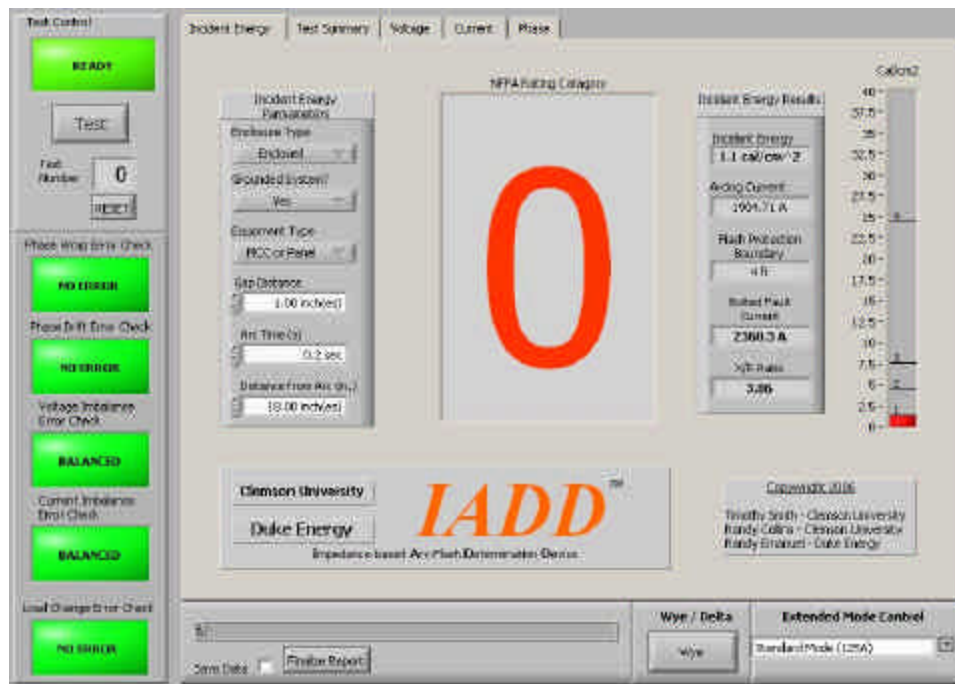 Test Control
READY
Test
Test
Number
0
RESET
Phase Wrap Error Check
NO ERROR
Phase Drift Error Check
NO ERROR
Voltage Imbalance
Error Check
BALANCED
Current Imbalance
Error Check
BALANCED
Load Change Error Check
NO ERROR
Incident Energy
Test Summary
Voltage
Current
Phase
Incident Energy
Parameters
Enclosure Type
Enclosed
Grounded System?
Yes
Equipment Type
MCC or Panel
Gap Distance
1.00 inch(es)
Arc Time (s)
0.2 sec
Distance From Arc (in.)
18.00 inch(es)
NFPA Rating Category
0
Incident Energy Results
Incident Energy
1.1 cal/cm^2
Arcing Current
1904.71 A
Flash Protection
Boundary
4 ft
Bolted Fault
Current
2360.3 A
X/R Ratio
3.86
Cal/cm2
40
37.5
35
32.5
30
27.5
25
22.5
20
17.5
15
12.5
10
7.5
5
2.5
0
4
3
2
1
Clemson University
Duke Energy
IADD™
Impedance based Arc-Flash Determination Device
Copywright 2006
Timothy Smith - Clemson University
Randy Collins - Clemson University
Randy Emanuel - Duke Energy
Save Data
Finalize Report
Wye / Delta
Wye
Extended Mode Control
Standard Mode (125A)